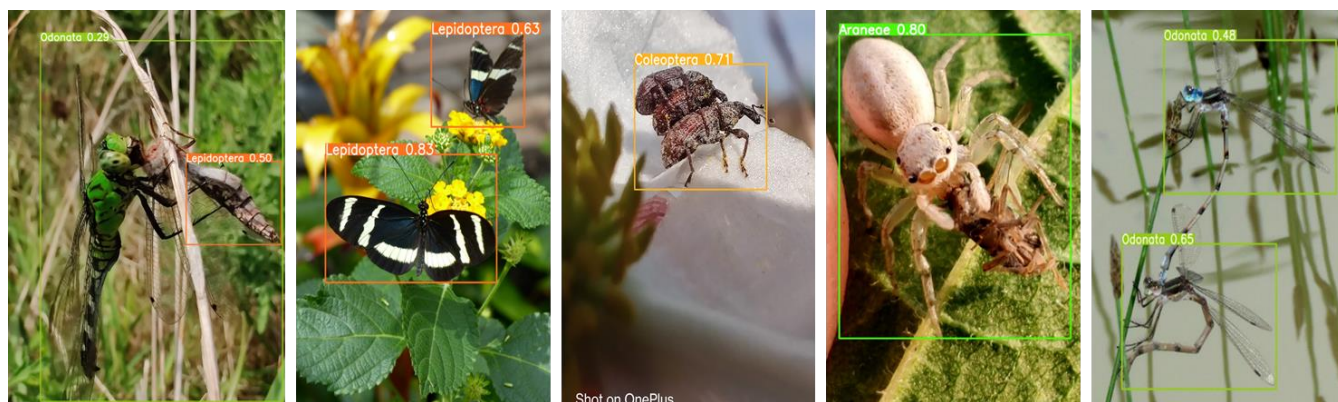 Odonata 0.29
Lepidoptera 0.50
Lepidoptera 0.63
Lepidoptera 0.83
Coleoptera 0.71
Shot on OnePlus
Araneae 0.80
Odonata 0.48
Odonata 0.65